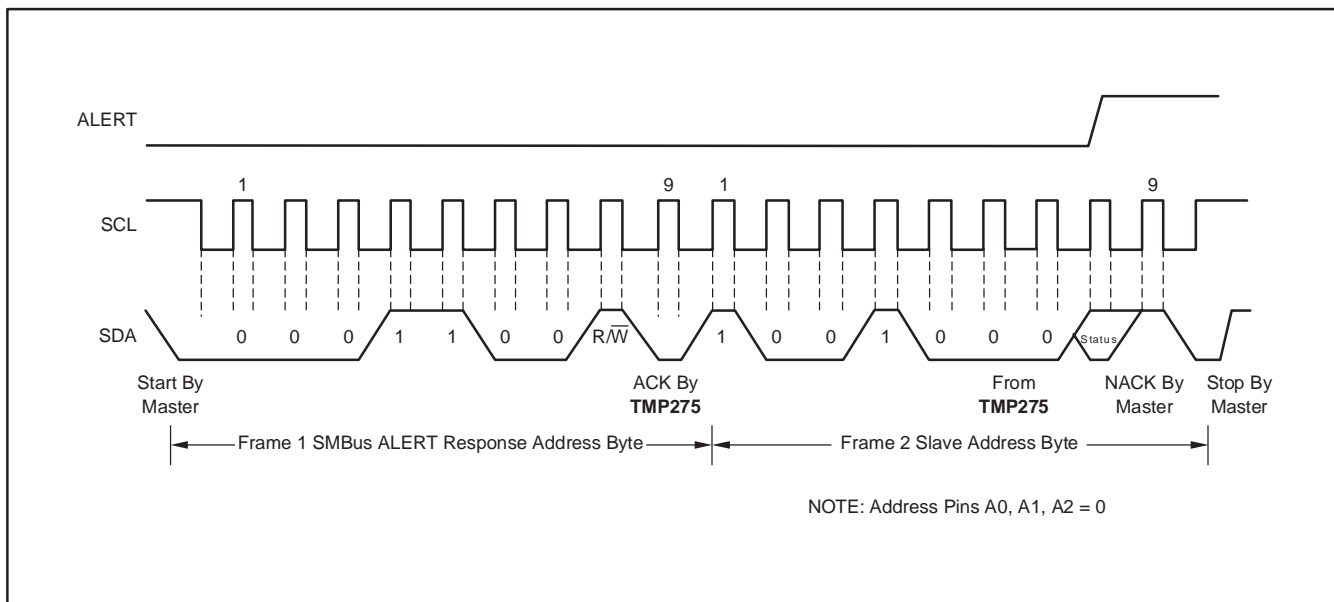 ALERT
1 9 1 9
SCL
SDA
0 0 0 1 1 0 0 R/W̅ 1 0 0 1 0 0 0 Status
Start By
Master
ACK By
TMP275
From
TMP275
NACK By
Master
Stop By
Master
Frame 1 SMBus ALERT Response Address Byte
Frame 2 Slave Address Byte
NOTE: Address Pins A0, A1, A2 = 0